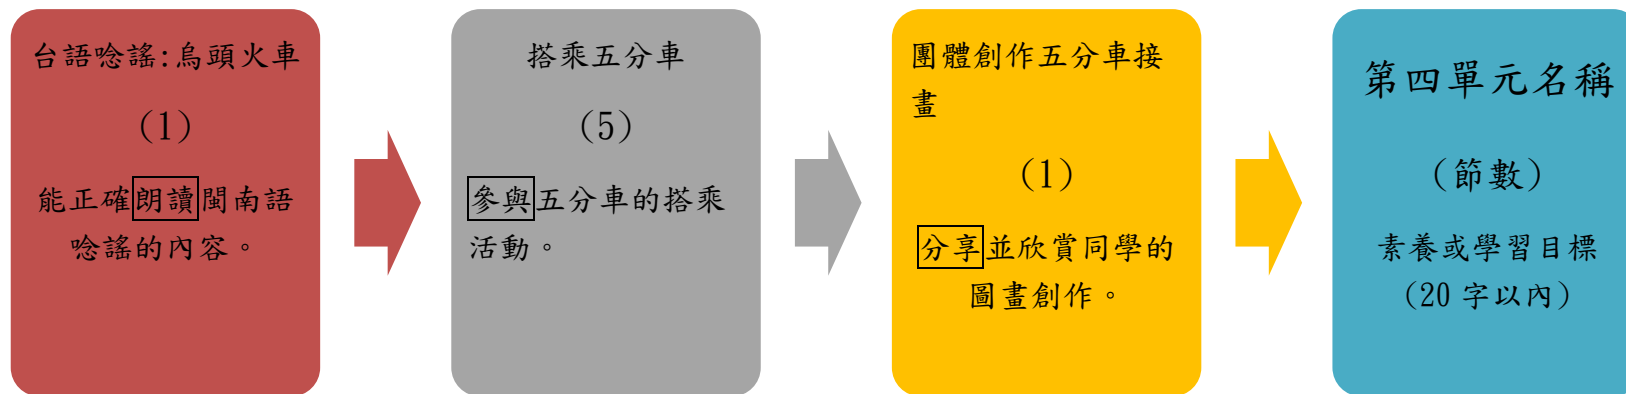 台語唸謠:烏頭火車
(1)
能正確朗讀閩南語
唸謠的內容。
搭乘五分車
(5)
參與五分車的搭乘
活動。
團體創作五分車接
畫
(1)
分享並欣賞同學的
圖畫創作。
第四單元名稱
(節數)
素養或學習目標
(20 字以內)